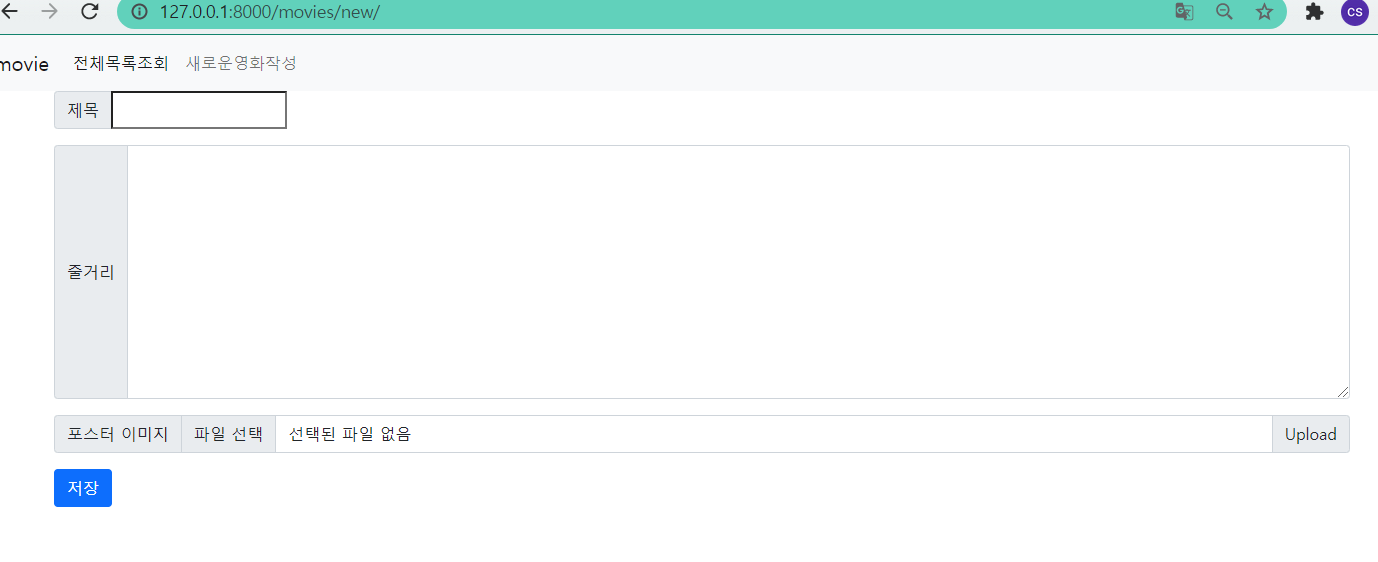 127.0.0.1:8000/movies/new/
CS
movie 전체목록조회 새로운영화작성
제목
줄거리
포스터 이미지 파일 선택 선택된 파일 없음 Upload
저장